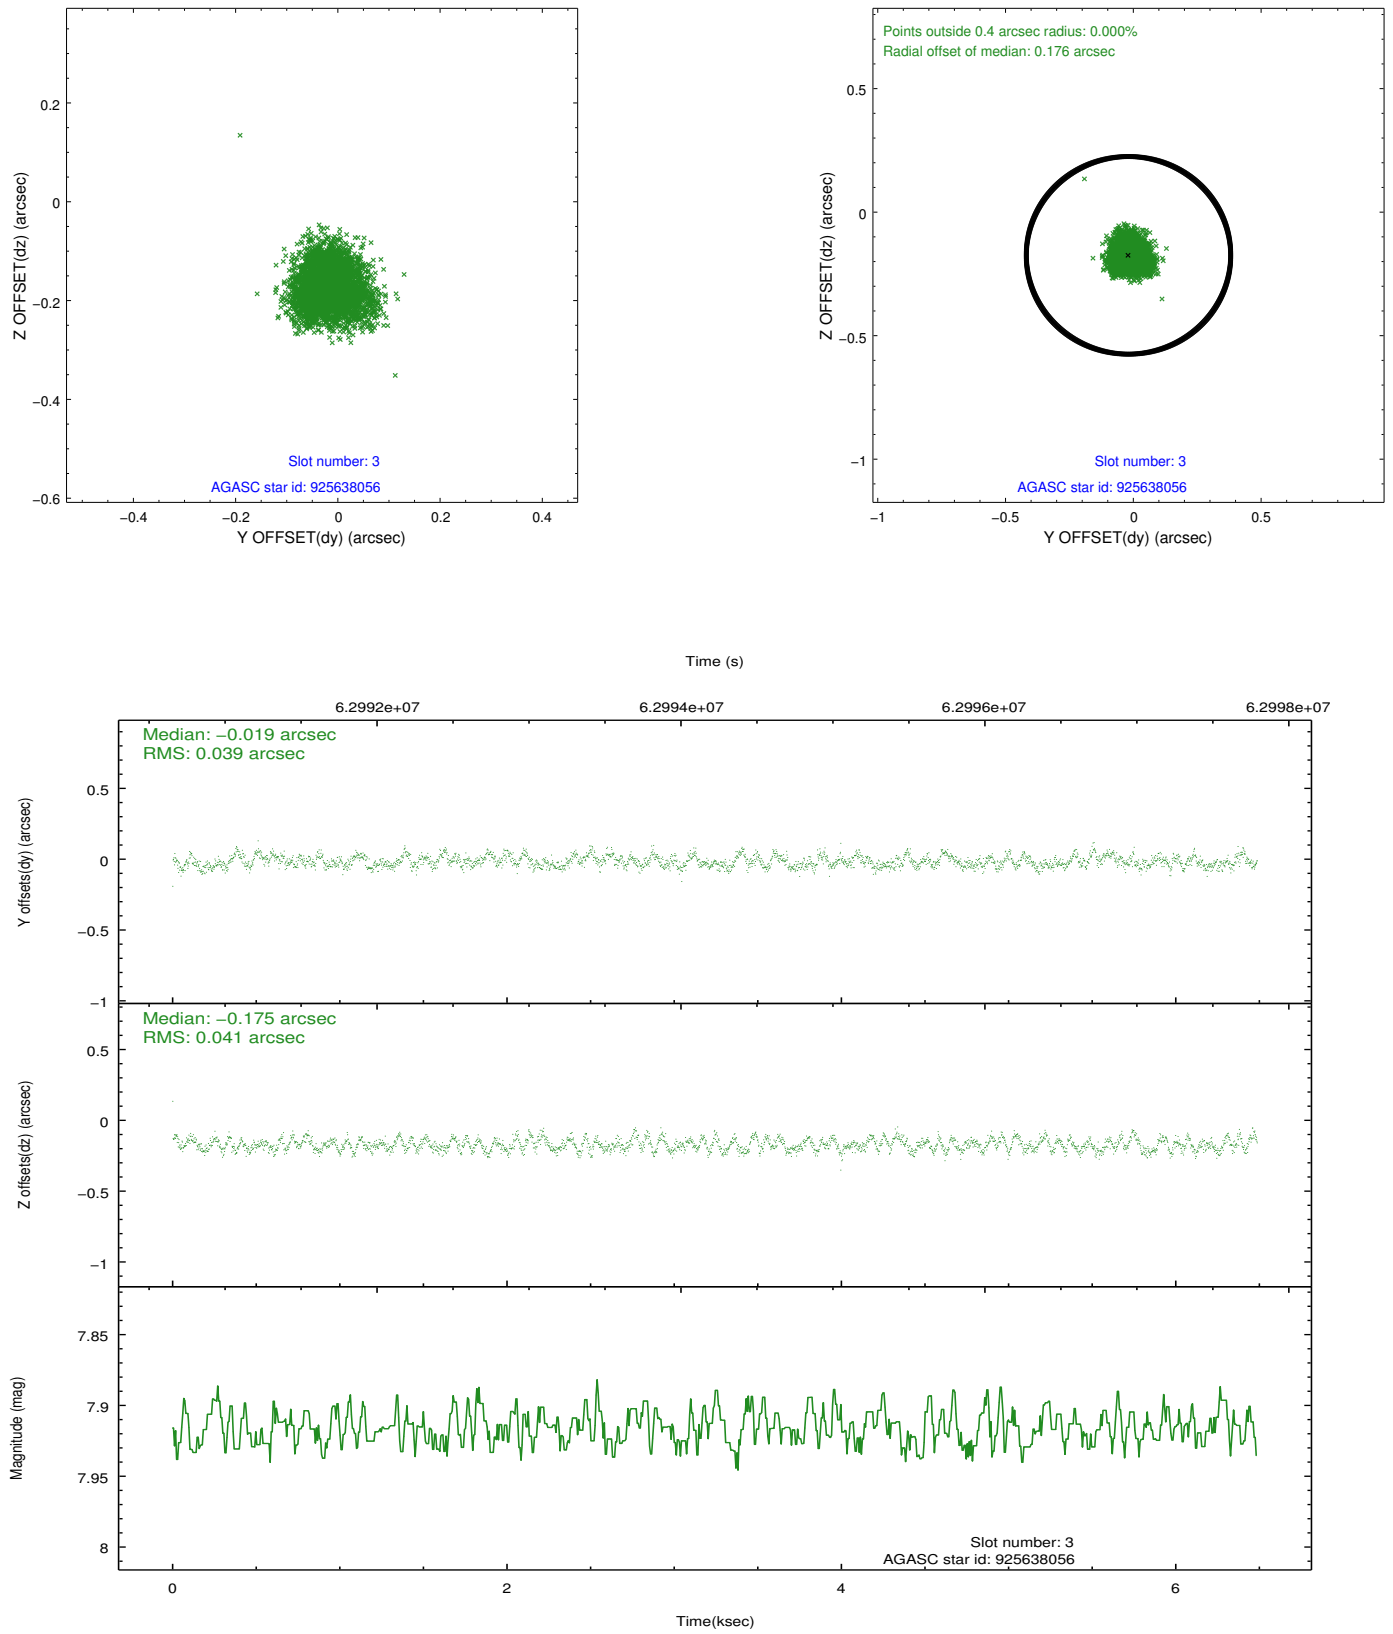 0.2
0
−0.2
−0.4
−0.6
Z OFFSET(dz) (arcsec)
Slot number: 3
AGASC star id: 925638056
−0.4
−0.2
0
0.2
0.4
Y OFFSET(dy) (arcsec)
Points outside 0.4 arcsec radius: 0.000%
Radial offset of median: 0.176 arcsec
0.5
0
−0.5
−1
Z OFFSET(dz) (arcsec)
Slot number: 3
AGASC star id: 925638056
−1
−0.5
0
0.5
Y OFFSET(dy) (arcsec)
Time (s)
6.2992e+07
6.2994e+07
6.2996e+07
6.2998e+07
Median: −0.019 arcsec
RMS: 0.039 arcsec
0.5
0
−0.5
−1
Y offsets(dy) (arcsec)
Median: −0.175 arcsec
RMS: 0.041 arcsec
0.5
0
−0.5
−1
Z offsets(dz) (arcsec)
7.85
7.9
7.95
8
Magnitude (mag)
Slot number: 3
AGASC star id: 925638056
0
2
4
6
Time(ksec)